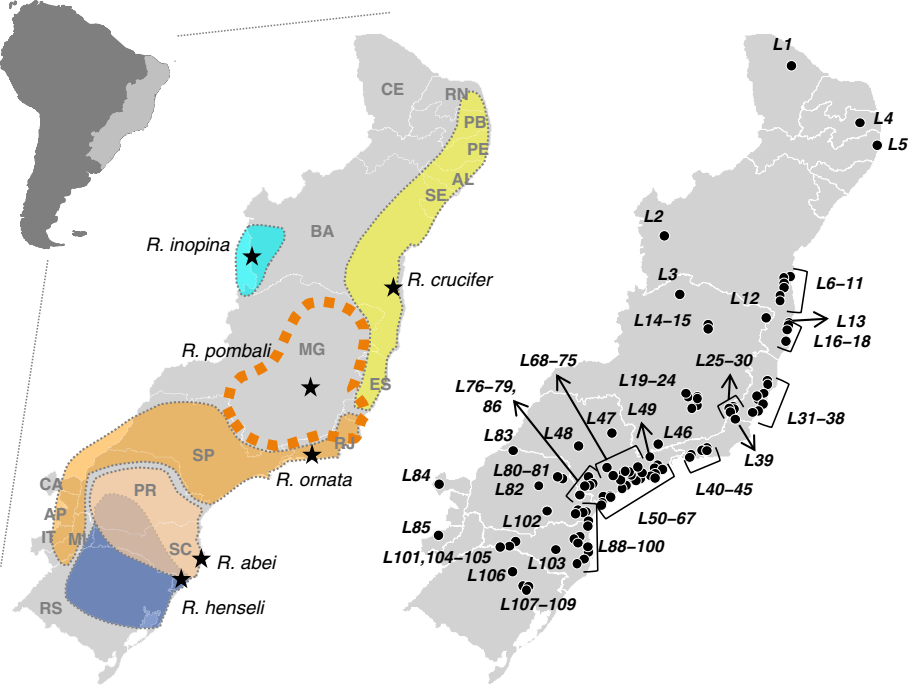 CE
RN
PB
PE
AL
SE
BA
R. inopina
R. crucifer
R. pombali
MG
ES
SP
RJ
R. ornata
CA
AP
IT
MI
PR
SC
R. abei
R. henseli
RS
L1
L4
L5
L2
L3
L6–11
L12
L13
L14–15
L16–18
L68–75
L25–30
L76–79,
86
L19–24
L47
L49
L31–38
L83
L48
L46
L39
L84
L80–81
L82
L40–45
L102
L50–67
L85
L88–100
L101,104–105
L103
L106
L107–109